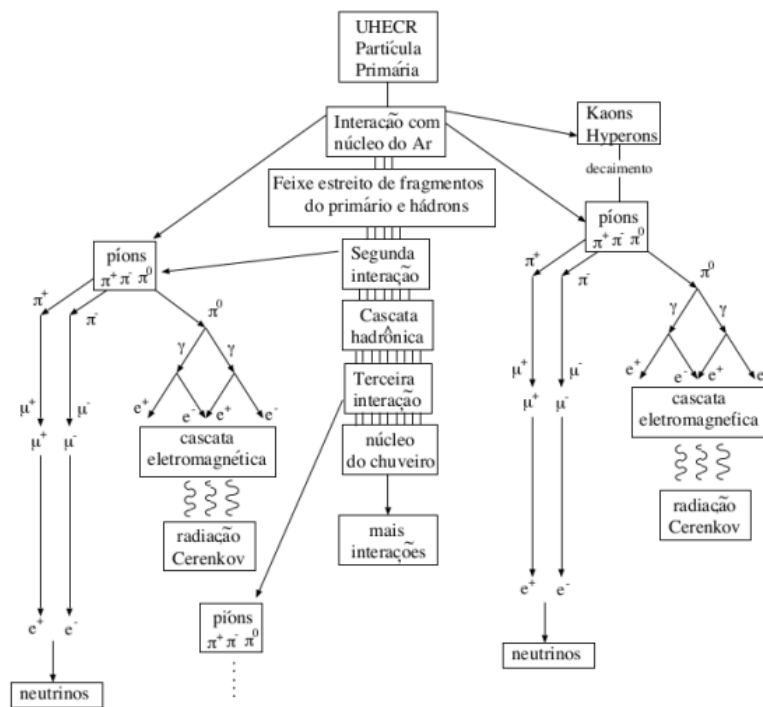 UHECR
Partícula
Primária
Interação com
núcleo do Ar
Kaons
Hyperons
decaimento
Feixe estreito de fragmentos
do primário e hádrons
píons
π⁺ π⁻ π⁰
Segunda
interação
píons
π⁺ π⁻ π⁰
π⁺
π⁻
π⁰
γ
γ
e⁺
e⁻
e⁺
e⁻
μ⁺
μ⁻
μ⁺
μ⁻
cascata
eletromagnética
radiação
Cerenkov
e⁺
e⁻
neutrinos
Cascata
hadrônica
Terceira
interação
núcleo
do chuveiro
mais
interações
píons
π⁺ π⁻ π⁰
π⁺
π⁻
π⁰
γ
γ
e⁺
e⁻
e⁺
e
μ⁺
μ⁻
μ⁺
μ⁻
cascata
eletromagnefica
radiação
Cerenkov
e⁺
e⁻
neutrinos